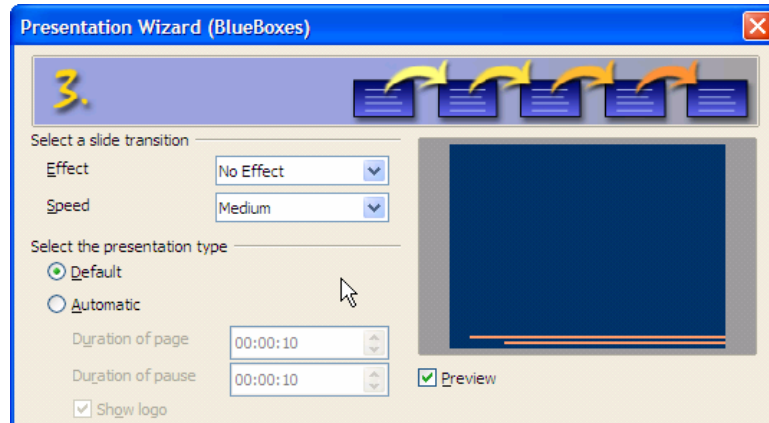 Presentation Wizard (BlueBoxes)
3.
Select a slide transition
Effect No Effect
Speed Medium
Select the presentation type
Default
Automatic
Duration of page 00:00:10
Duration of pause 00:00:10
Preview
Show logo